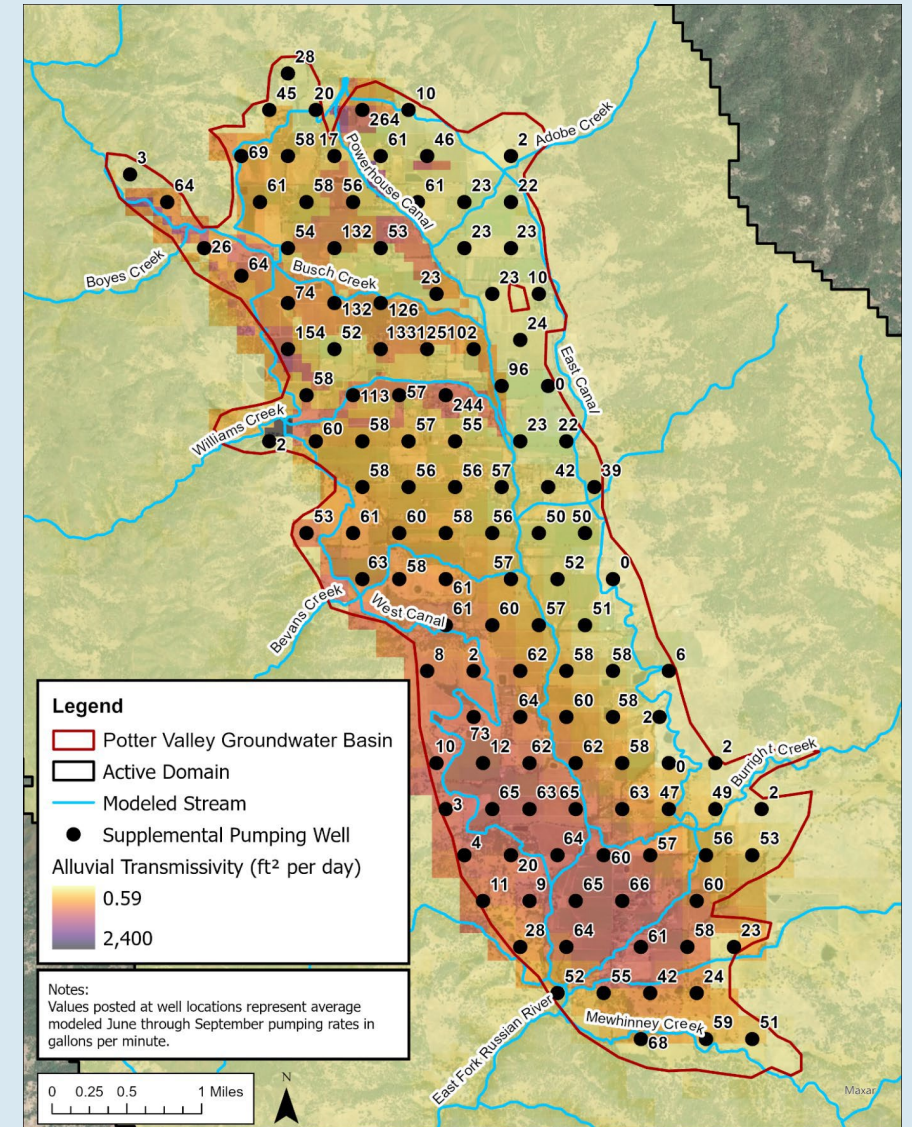 28
45 20 10
264
69 58 17 61 46 2
Adobe Creek
Powerhouse Canal
3
64
61 58 56 61 23 22
26
54 132 53 23 23
Boyes Creek
64
Busch Creek
23 23 10
74
132 126
24
154 52 133 125 102
East Canal
96 0
58
113 57
244
Williams Creek
2
60 58 57 55 23 22
58 56 56 57 42 39
53 61 60 58 56 50 50
63 58
61
57 52 0
Bevans Creek
West Canal
61 60 57 51
8 2 62 58 58 6
64 60 58 2
73
10 12 62 62 58 0 2
Burright Creek
3
65 63 65 63 47 49 2
4
20
64
60
57 56 53
11 9 65 66 60
28 64 61 58 23
52 55 42 24
East Fork Russian River
Mewhinney Creek
68
59 51
Legend
Potter Valley Groundwater Basin
Active Domain
Modeled Stream
Supplemental Pumping Well
Alluvial Transmissivity (ft² per day)
0.59
2,400
Notes:
Values posted at well locations represent average
modeled June through September pumping rates in
gallons per minute.
0 0.25 0.5 1 Miles
N
Maxar